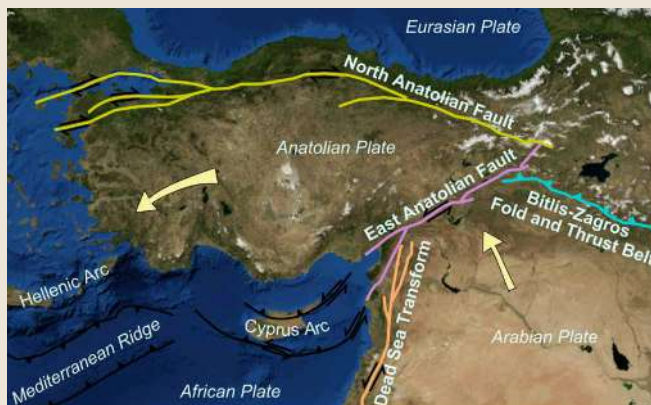 Eurasian Plate
North Anatolian Fault
Anatolian Plate
East Anatolian Fault
Bitlis-Zagros
Fold and Thrust Bel
Hellenic Arc
Cyprus Arc
Dead Sea Transform
Arabian Plate
Mediterranean Ridge
African Plate